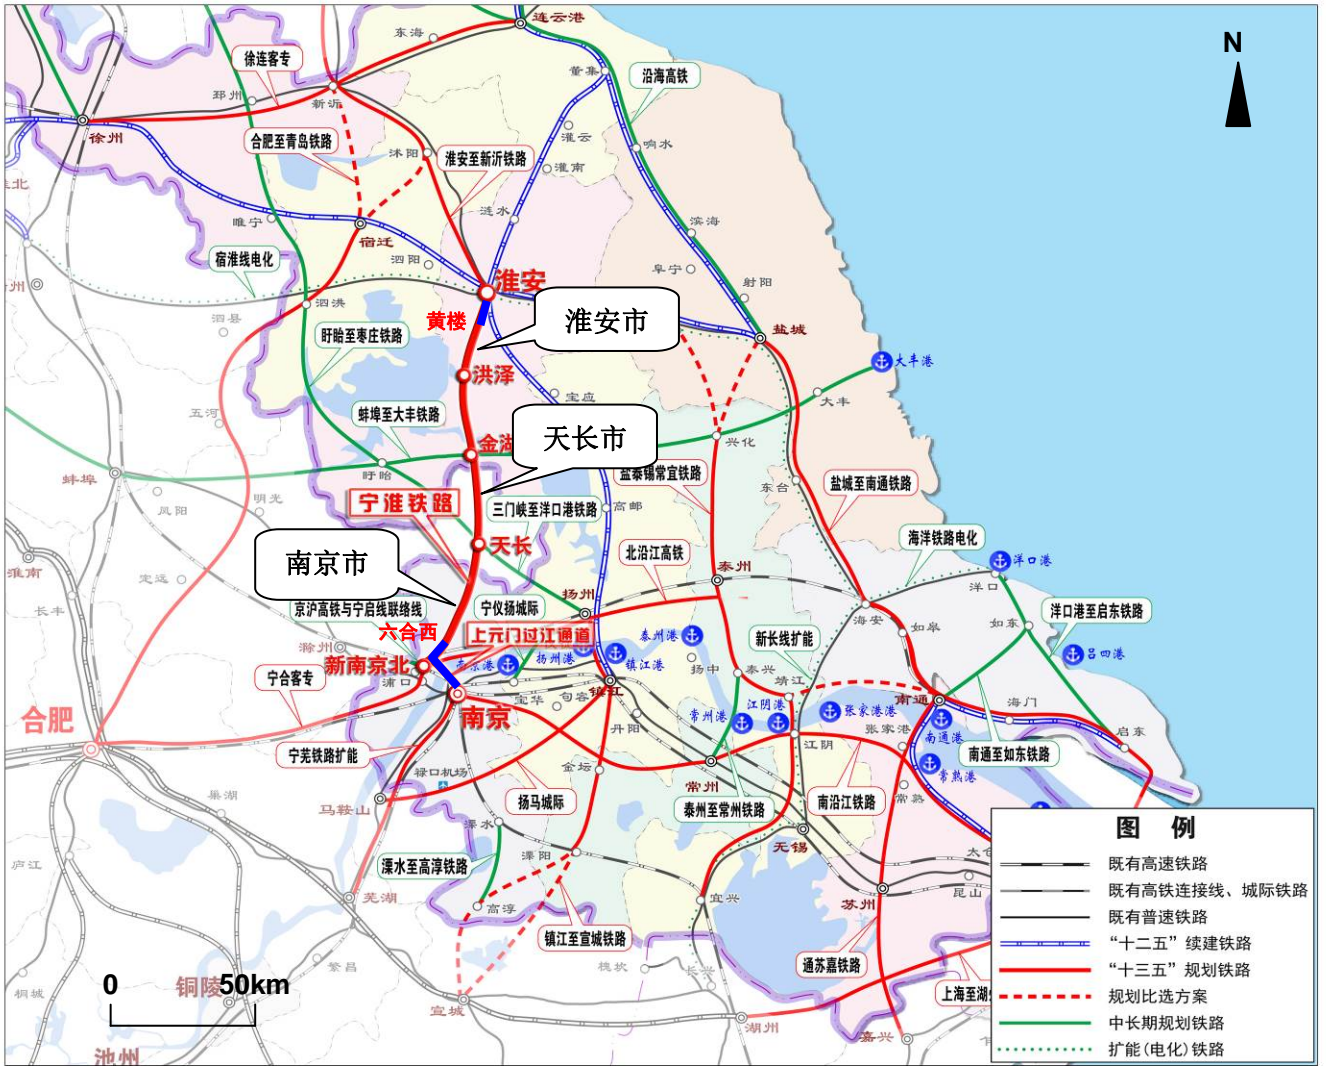 连云港
东海
徐连客专
董集
沿海高铁
N
邳州
新沂
徐州
合肥至青岛铁路
沭阳
淮安至新沂铁路
灌云
响水
灌南
淮北
睢宁
涟水
滨海
宿迁
宿淮线电化
泗阳
阜宁
淮安
射阳
州
泗洪
泗县
黄楼
淮安市
盐城
盱眙至枣庄铁路
大丰港
洪泽
宝应
大丰
五河
蚌埠至大丰铁路
天长市
兴化
金湖
蚌埠
盱眙
盐泰锡常宜铁路
东台
盐城至南通铁路
凤阳
明光
宁淮铁路
三门峡至洋口港铁路
高邮
天长
北沿江高铁
海洋铁路电化
南京市
洋口港
淮南
定远
泰州
洋口
长丰
京沪高铁与宁启线联络线
宁仪扬城际
扬州
海安
如皋
如东
洋口港至启东铁路
六合西
上元门过江通道
泰州港
新长线扩能
滁州
新南京北
南京港
扬州港
镇江港
扬中
泰兴
吕四港
浦口
宁合客专
靖江
宝华
句容
镇江
南京
南通
海门
合肥
常州港
江阴港
张家港港
丹阳
江阴
张家港
南通港
启东
宁芜铁路扩能
禄口机场
金坛
常州
常熟港
南通至如东铁路
巢湖
马鞍山
扬马城际
泰州至常州铁路
南沿江铁路
常熟
溧水
无锡
图 例
庐江
溧水至高淳铁路
溧阳
太仓
既有高速铁路
芜湖
高淳
宜兴
苏州
昆山
既有高铁连接线、城际铁路
既有普速铁路
镇江至宣城铁路
“十二五”续建铁路
繁昌
槐坎
长兴
通苏嘉铁路
“十三五”规划铁路
0 50km
铜陵
桐城
上海至湖
规划比选方案
宣城
湖州
中长期规划铁路
池州
嘉兴
扩能(电化)铁路